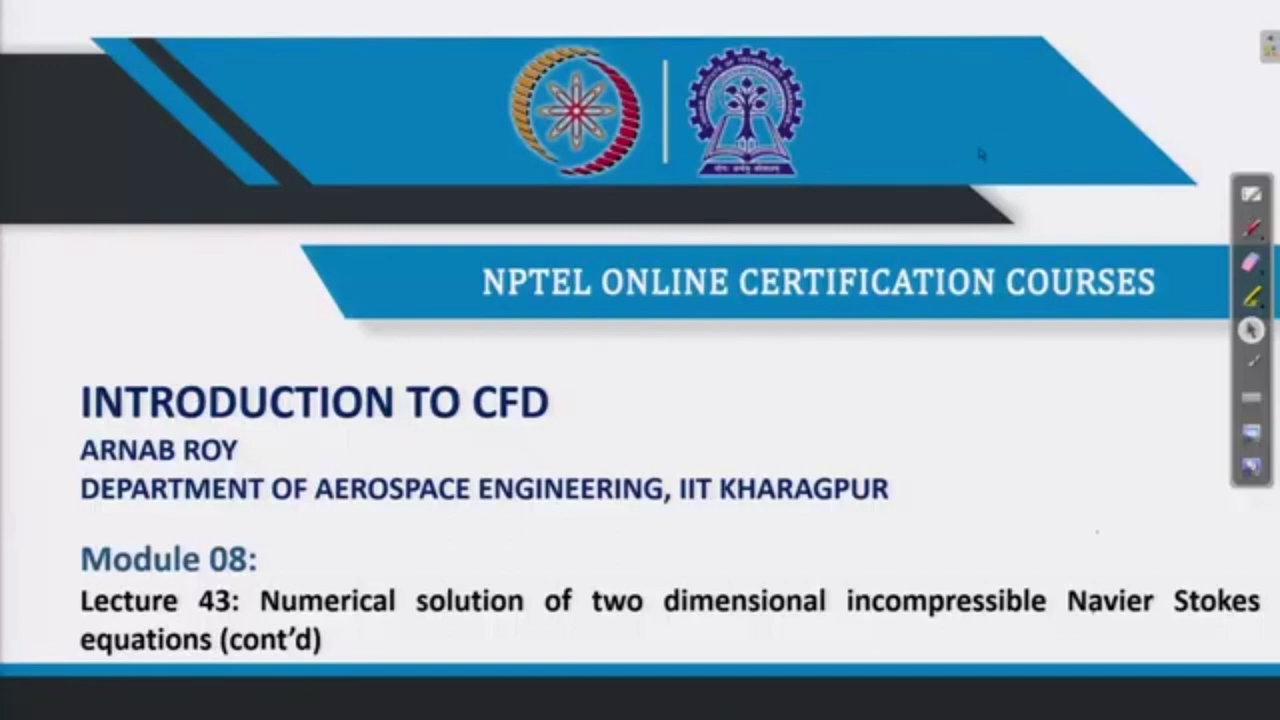 NPTEL ONLINE CERTIFICATION COURSES
INTRODUCTION TO CFD
ARNAB ROY
DEPARTMENT OF AEROSPACE ENGINEERING, IIT KHARAGPUR
Module 08:
Lecture 43: Numerical solution of two dimensional incompressible Navier Stokes
equations (cont’d)